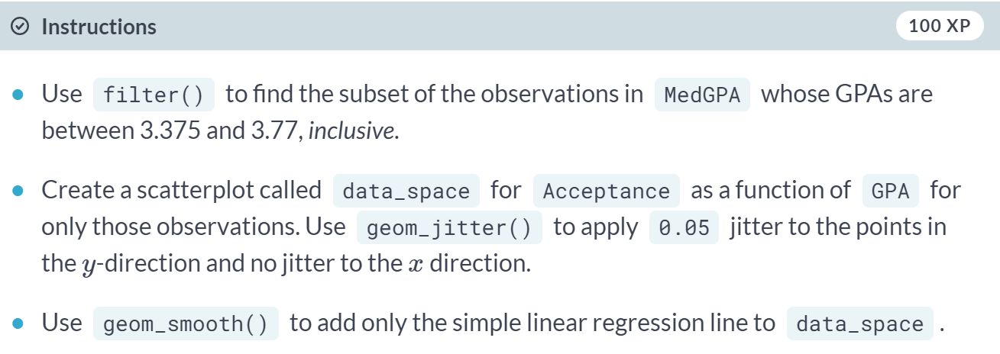 Instructions 100 XP
Use filter() to find the subset of the observations in MedGPA whose GPAs are
between 3.375 and 3.77, inclusive.
Create a scatterplot called data_space for Acceptance as a function of GPA for
only those observations. Use geom_jitter() to apply 0.05 jitter to the points in
the y-direction and no jitter to the x direction.
Use geom_smooth() to add only the simple linear regression line to data_space .